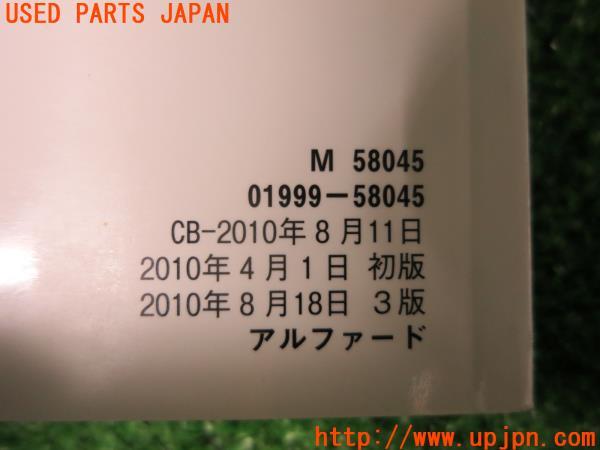 USED PARTS JAPAN
M 58045
01999-58045
CB-2010年8月11日
2010年4月1日 初版
2010年8月18日 3版
アルファード
http://www.upjpn.com